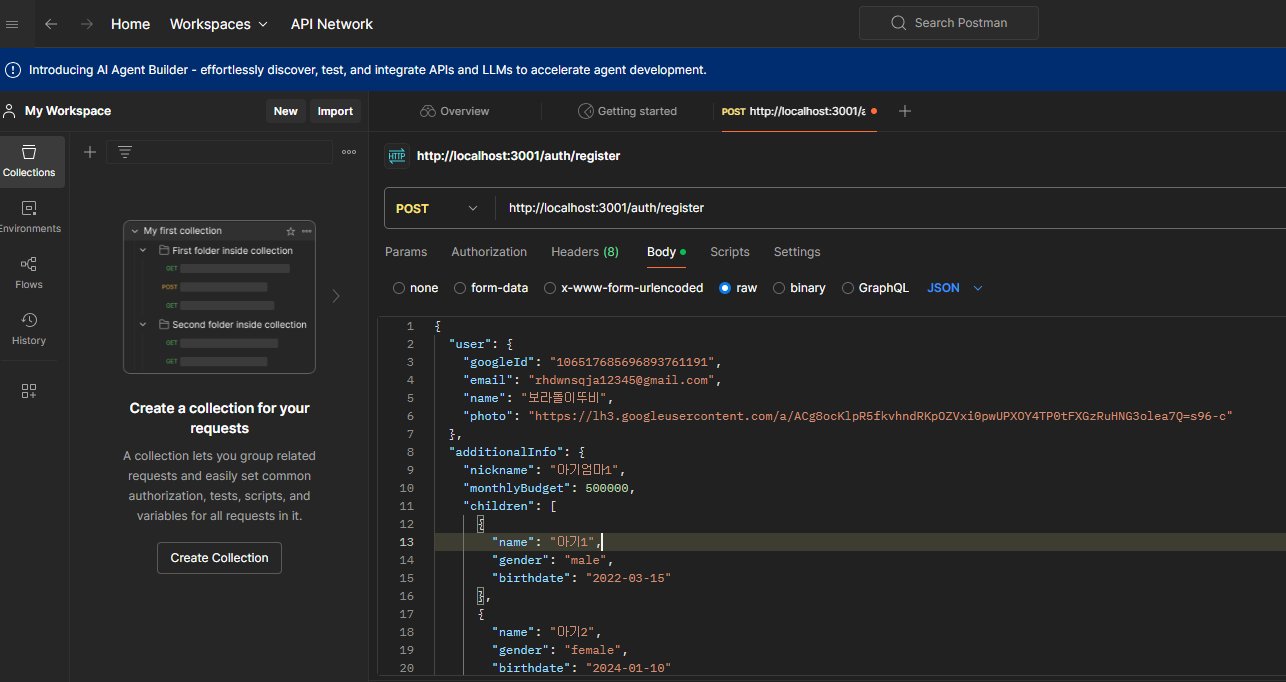 Home Workspaces API Network Search Postman
Introducing AI Agent Builder - effortlessly discover, test, and integrate APIs and LLMs to accelerate agent development.
My Workspace New Import
Overview Getting started POST http://localhost:3001/a
Collections
Environments
Flows
History
My first collection
First folder inside collection
GET
POST
GET
Second folder inside collection
GET
GET
Create a collection for your
requests
A collection lets you group related
requests and easily set common
authorization, tests, scripts, and
variables for all requests in it.
Create Collection
HTTP http://localhost:3001/auth/register
POST http://localhost:3001/auth/register
Params Authorization Headers (8) Body Scripts Settings
none form-data x-www-form-urlencoded raw binary GraphQL JSON
1 {
2 "user": {
3 "googleId": "106517685696893761191",
4 "email": "rhdwnsqja12345@gmail.com",
5 "name": "보라돌이뚜비",
6 "photo": "https://lh3.googleusercontent.com/a/ACg8ocKlpR5fkvhndRKpOZVxi0pwUPXOY4TP0tFXGzRuHNG3olea7Q=s96-c"
7 },
8 "additionalInfo": {
9 "nickname": "아기엄마1",
10 "monthlyBudget": 500000,
11 "children": [
12 {
13 "name": "아기1",
14 "gender": "male",
15 "birthdate": "2022-03-15"
16 },
17 {
18 "name": "아기2",
19 "gender": "female",
20 "birthdate": "2024-01-10"